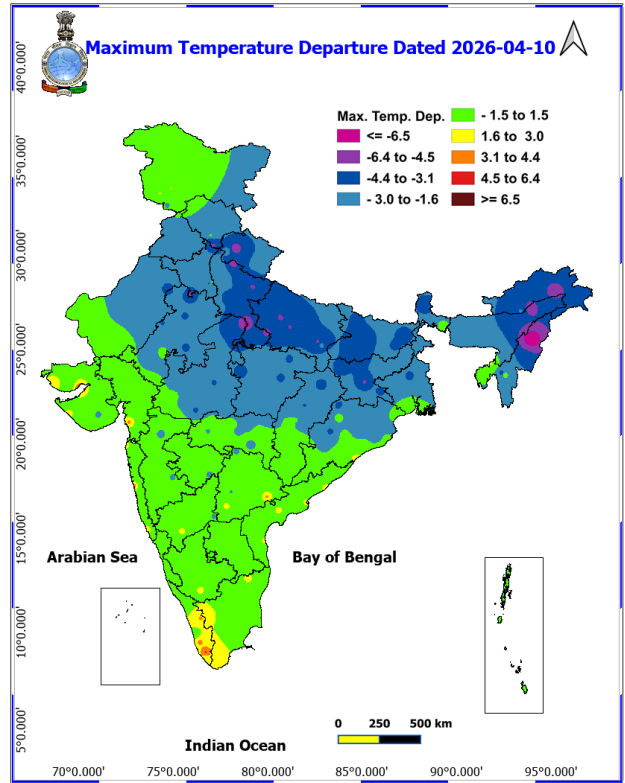 Maximum Temperature Departure Dated 2026-04-10
Max. Temp. Dep.
<= -6.5
-6.4 to -4.5
-4.4 to -3.1
- 3.0 to -1.6
- 1.5 to 1.5
1.6 to 3.0
3.1 to 4.4
4.5 to 6.4
>= 6.5
40°0.000'
35°0.000'
30°0.000'
25°0.000'
20°0.000'
15°0.000'
10°0.000'
5°0.000'
Arabian Sea
Bay of Bengal
Indian Ocean
0 250 500 km
70°0.000' 75°0.000' 80°0.000' 85°0.000' 90°0.000' 95°0.000'